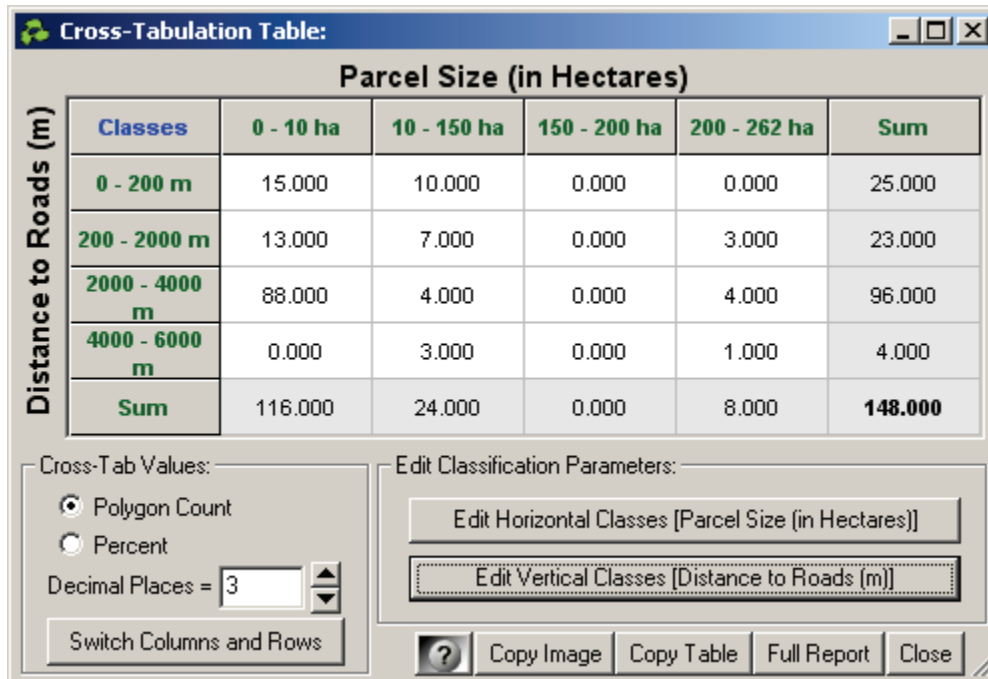 Cross-Tabulation Table:
Parcel Size (in Hectares)
Distance to Roads (m)
Classes 0 - 10 ha 10 - 150 ha 150 - 200 ha 200 - 262 ha Sum
0 - 200 m 15.000 10.000 0.000 0.000 25.000
200 - 2000 m 13.000 7.000 0.000 3.000 23.000
2000 - 4000
m 88.000 4.000 0.000 4.000 96.000
4000 - 6000
m 0.000 3.000 0.000 1.000 4.000
Sum 116.000 24.000 0.000 8.000 148.000
Cross-Tab Values:
Polygon Count
Percent
Decimal Places = 3
Switch Columns and Rows
Edit Classification Parameters:
Edit Horizontal Classes [Parcel Size (in Hectares)]
Edit Vertical Classes [Distance to Roads (m)]
? Copy Image Copy Table Full Report Close